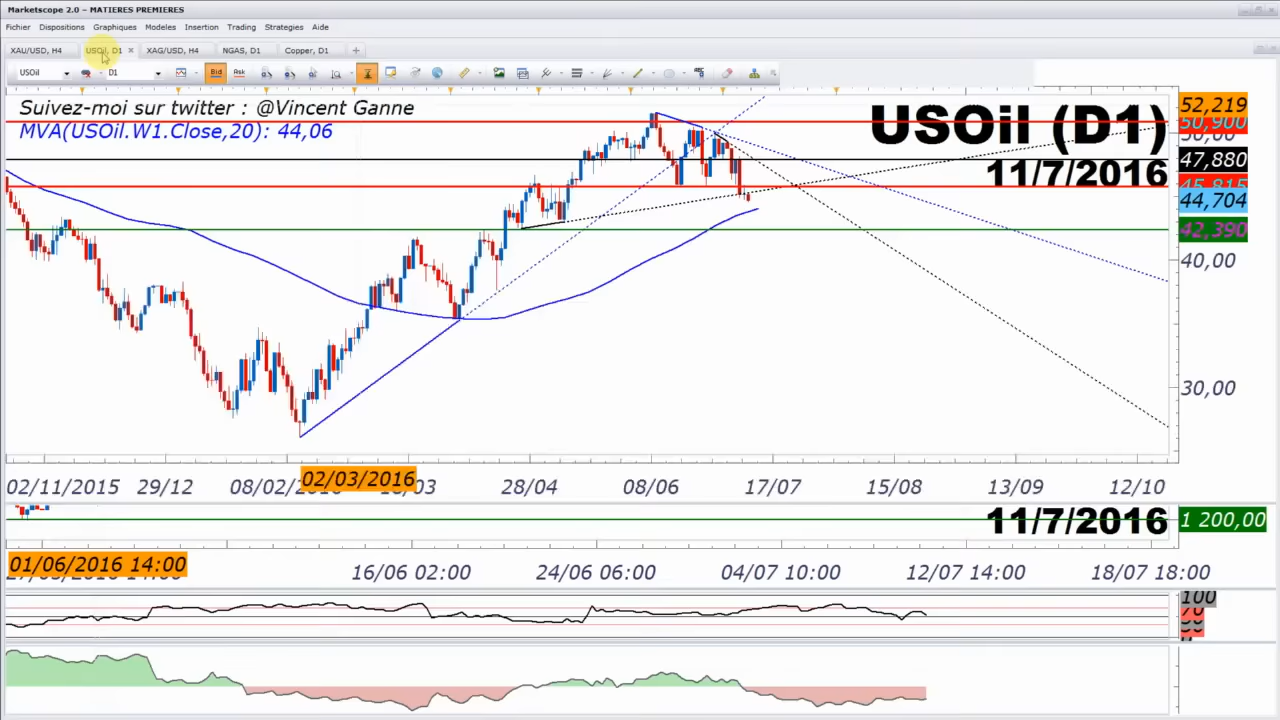 Marketscope 2.0 – MATIERES PREMIERES
Fichier Dispositions Graphiques Modeles Insertion Trading Strategies Aide
XAU/USD, H4 USOil, D1 XAG/USD, H4 NGAS, D1 Copper, D1
USOil D1 Bid Ask
Suivez-moi sur twitter : @Vincent Ganne
MVA(USOil.W1.Close,20): 44,06
USOil (D1)
11/7/2016
52,219
50,900
47,880
45,815
44,704
42,390
40,00
30,00
02/11/2015 29/12 08/02/2016 02/03/2016 28/04 08/06 17/07 15/08 13/09 12/10
11/7/2016
1 200,00
01/06/2016 14:00 16/06 02:00 24/06 06:00 04/07 10:00 12/07 14:00 18/07 18:00
100
70